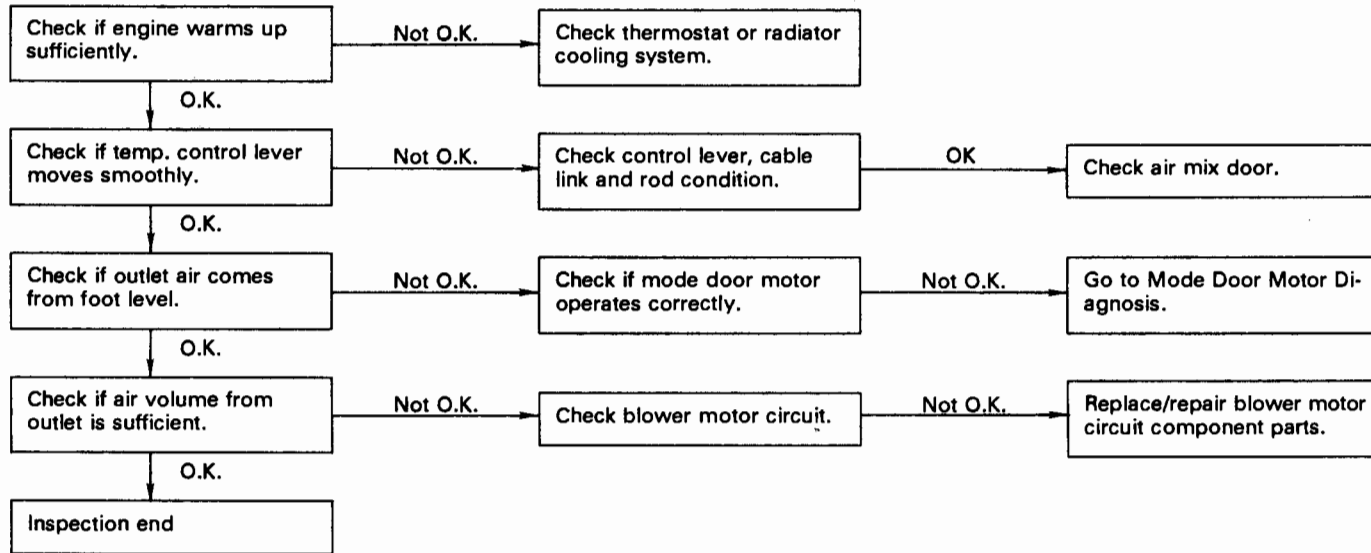 Check if engine warms up
sufficiently.
Not O.K.
Check thermostat or radiator
cooling system.
O.K.
Check if temp. control lever
moves smoothly.
Not O.K.
Check control lever, cable
link and rod condition.
OK
Check air mix door.
O.K.
Check if outlet air comes
from foot level.
Not O.K.
Check if mode door motor
operates correctly.
Not O.K.
Go to Mode Door Motor Di-
agnosis.
O.K.
Check if air volume from
outlet is sufficient.
Not O.K.
Check blower motor circuit.
Not O.K.
Replace/repair blower motor
circuit component parts.
O.K.
Inspection end